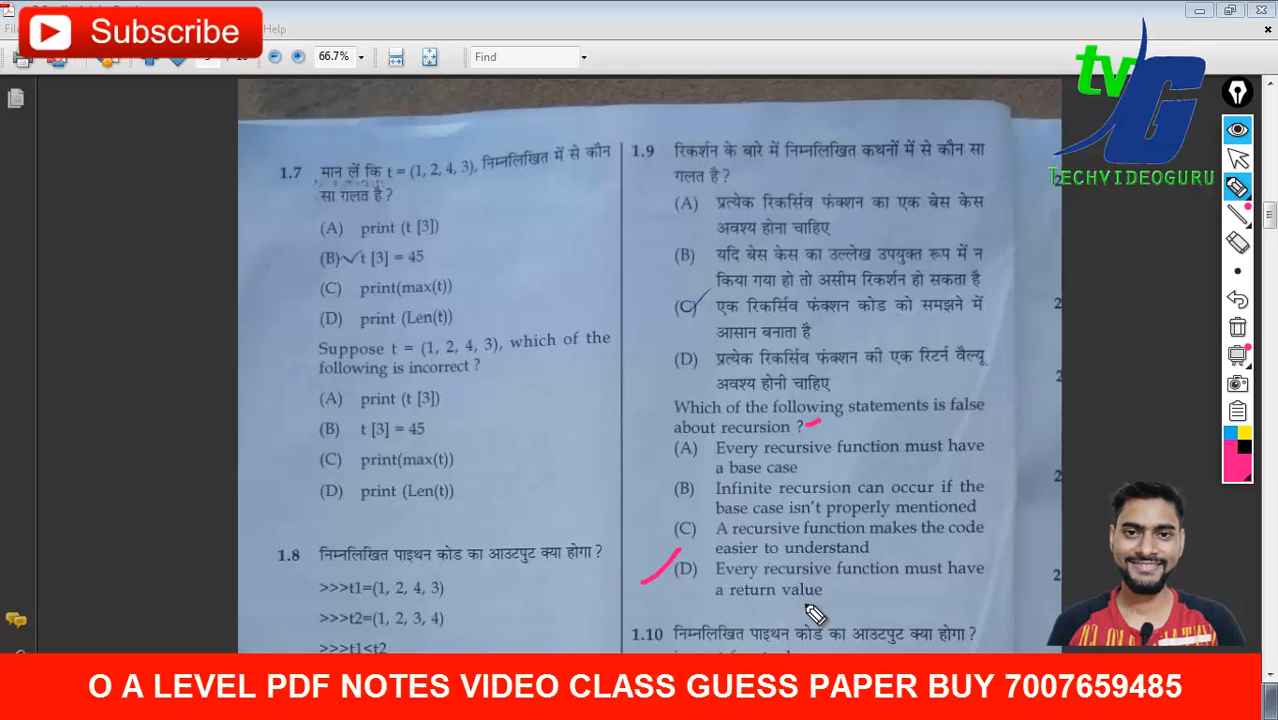 Subscribe
Help
66.7%
Find
tv
G
TECHVIDEOGURU
1.7 मान लें कि t = (1, 2, 4, 3), निम्नलिखित में से कौन
सा गलत है ?
(A) print (t [3])
(B) t [3] = 45
(C) print(max(t))
(D) print (Len(t))
Suppose t = (1, 2, 4, 3), which of the
following is incorrect ?
(A) print (t [3])
(B) t [3] = 45
(C) print(max(t))
(D) print (Len(t))
1.8 निम्नलिखित पाइथन कोड का आउटपुट क्या होगा ?
>>>t1=(1, 2, 4, 3)
>>>t2=(1, 2, 3, 4)
>>>t1<t2
1.9 रिकर्शन के बारे में निम्नलिखित कथनों में से कौन सा
गलत है ?
(A) प्रत्येक रिकर्सिव फंक्शन का एक बेस केस
अवश्य होना चाहिए
(B) यदि बेस केस का उल्लेख उपयुक्त रूप में न
किया गया हो तो असीम रिकर्शन हो सकता है
(C) एक रिकर्सिव फंक्शन कोड को समझने में
आसान बनाता है
(D) प्रत्येक रिकर्सिव फंक्शन की एक रिटर्न वैल्यू
अवश्य होनी चाहिए
Which of the following statements is false
about recursion ?
(A) Every recursive function must have
a base case
(B) Infinite recursion can occur if the
base case isn't properly mentioned
(C) A recursive function makes the code
easier to understand
(D) Every recursive function must have
a return value
1.10 निम्नलिखित पाइथन कोड का आउटपुट क्या होगा ?
O A LEVEL PDF NOTES VIDEO CLASS GUESS PAPER BUY 7007659485